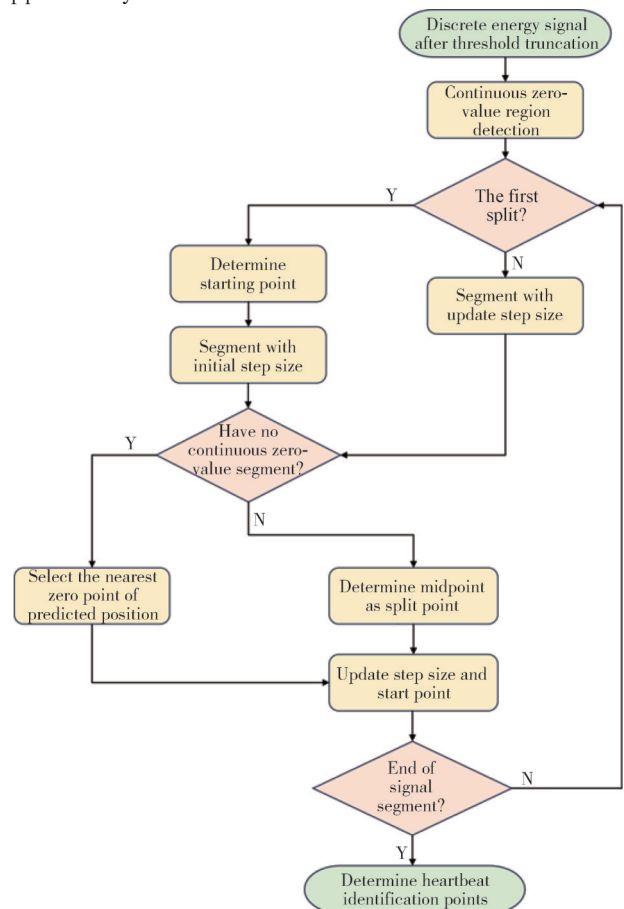 Discrete energy signal
after threshold truncation
Continuous zero-
value region
detection
The first
split?
Y
N
Determine
starting point
Segment with
update step size
Segment with
initial step size
Have no
continuous zero-
value segment?
Y
N
Select the nearest
zero point of
predicted position
Determine midpoint
as split point
Update step size and
start point
End of
signal
segment?
N
Y
Determine heartbeat
identification points